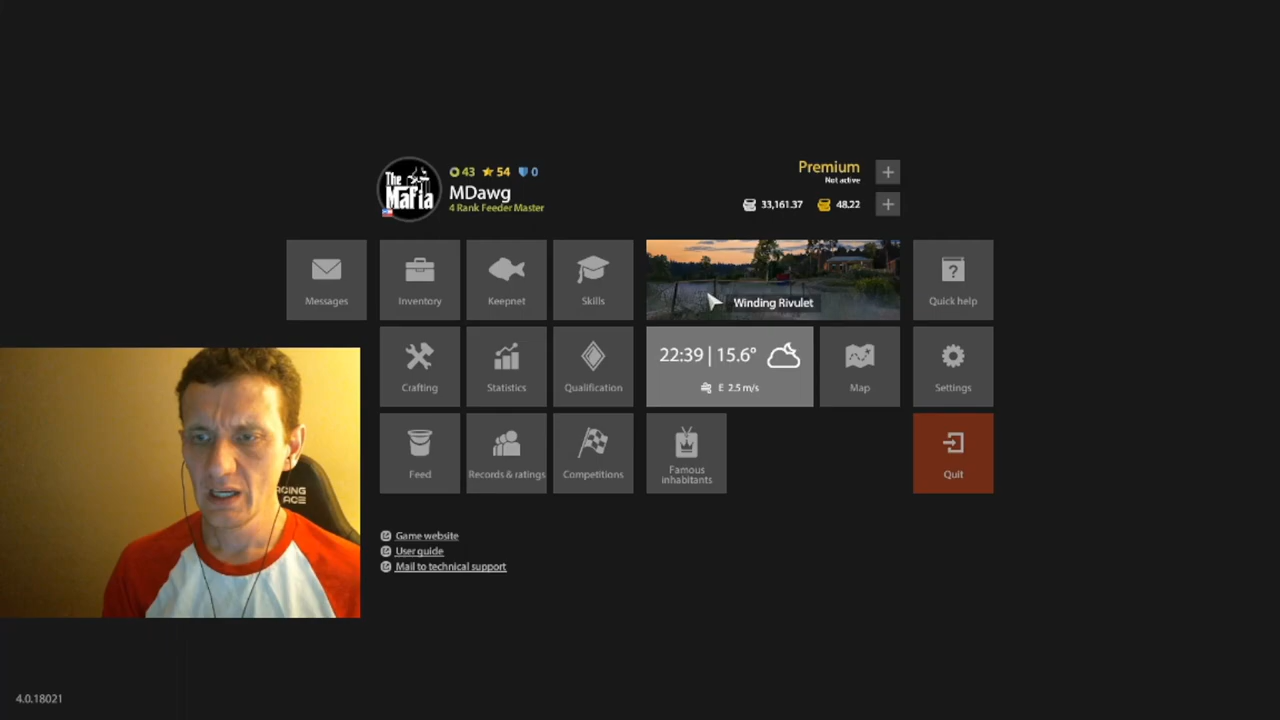 The
Mafia
43 54 0
MDawg
4 Rank Feeder Master
Premium
Not active
33,161.37 48.22
Messages
Inventory
Keepnet
Skills
Winding Rivulet
Quick help
Crafting
Statistics
Qualification
22:39 | 15.6°
E 2.5 m/s
Map
Settings
Feed
Records & ratings
Competitions
Famous
inhabitants
Quit
Game website
User guide
Mail to technical support
4.0.18021